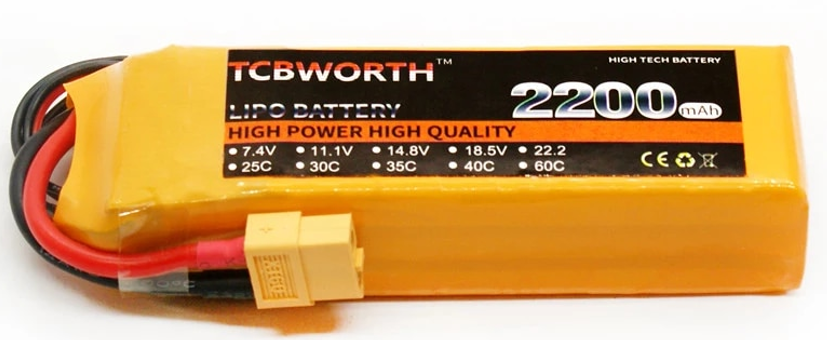 TCBWORTH™
HIGH TECH BATTERY
LIPO BATTERY
2200mAh
HIGH POWER HIGH QUALITY
• 7.4V • 11.1V • 14.8V • 18.5V • 22.2
• 25C • 30C • 35C • 40C • 60C
CE